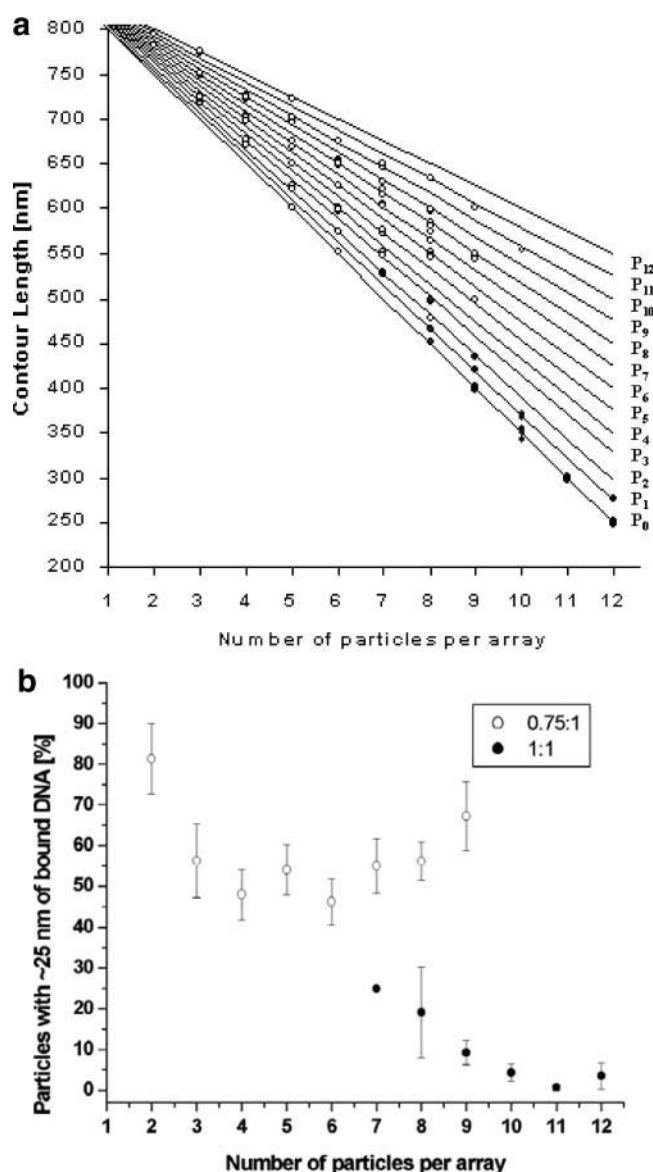 a
Contour Length [nm]
800
750
700
650
600
550
500
450
400
350
300
250
200
P₁₂
P₁₁
P₁₀
P₉
P₈
P₇
P₆
P₅
P₄
P₃
P₂
P₁
P₀
1 2 3 4 5 6 7 8 9 10 11 12
Number of particles per array
b
Particles with ~25 nm of bound DNA [%]
100
90
80
70
60
50
40
30
20
10
0
0.75:1
1:1
1 2 3 4 5 6 7 8 9 10 11 12
Number of particles per array